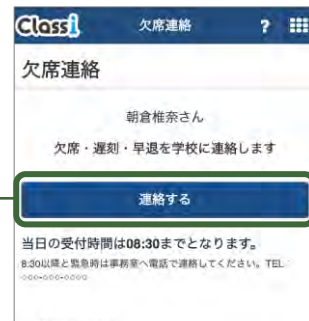 Classi 欠席連絡 ?
欠席連絡
朝倉椎奈さん
欠席・遅刻・早退を学校に連絡します
連絡する
当日の受付時間は08:30までとなります。
8:30以降と緊急時は事務室へ電話で連絡してください。TEL:
○○○-○○○-○○○○